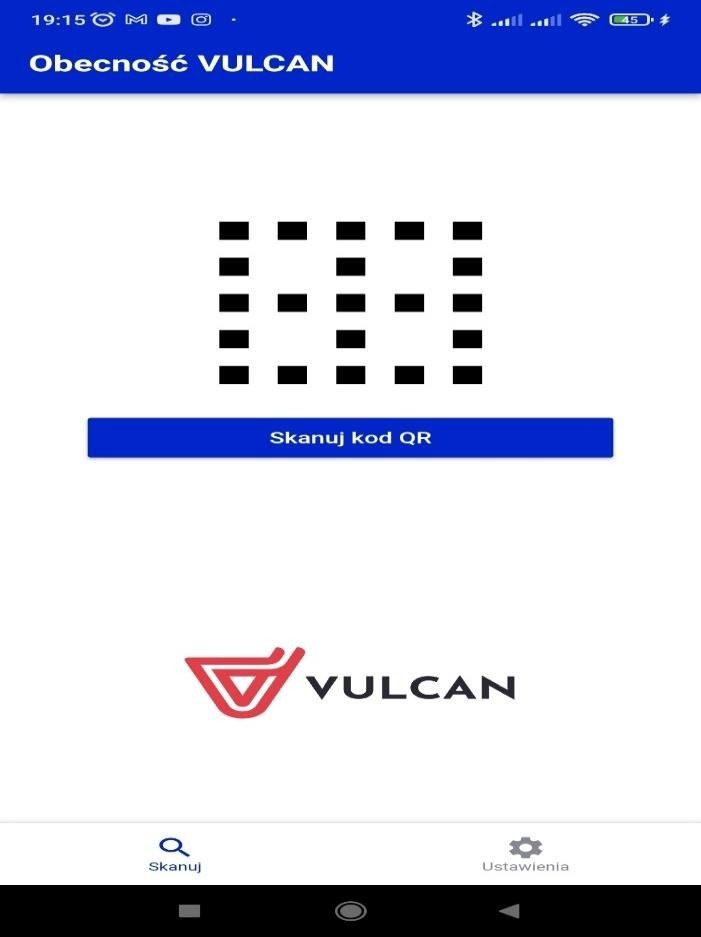 19:15
45
Obecność VULCAN
Skanuj kod QR
VULCAN
Skanuj
Ustawienia